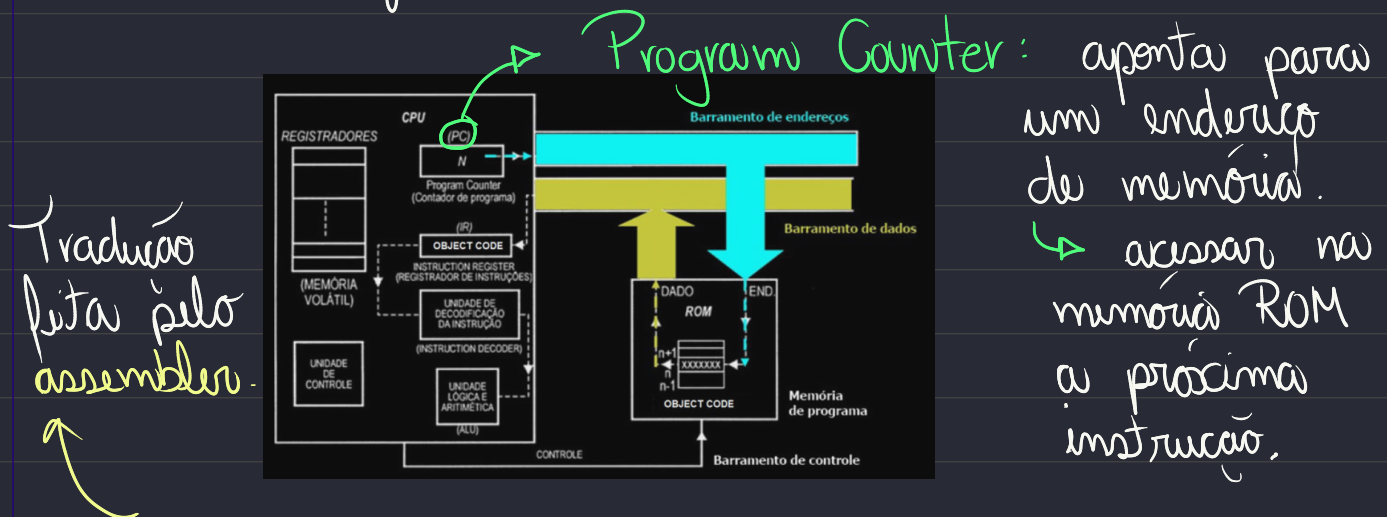 Program Counter: aponta para
um endereço
de memória.
acessar na
memória ROM
a próxima
instrução.
Tradução
feita pelo
assembler.
CPU
REGISTRADORES
(MEMÓRIA
VOLÁTIL)
UNIDADE
DE
CONTROLE
(PC)
N
Program Counter
(Contador de programa)
(IR)
OBJECT CODE
INSTRUCTION REGISTER
(REGISTRADOR DE INSTRUÇÕES)
UNIDADE DE
DECODIFICAÇÃO
DA INSTRUÇÃO
(INSTRUCTION DECODER)
UNIDADE
LÓGICA E
ARITMÉTICA
(ALU)
Barramento de endereços
Barramento de dados
DADO
END.
ROM
n+1
n
n-1
XXXXXXX
OBJECT CODE
Memória
de programa
CONTROLE
Barramento de controle